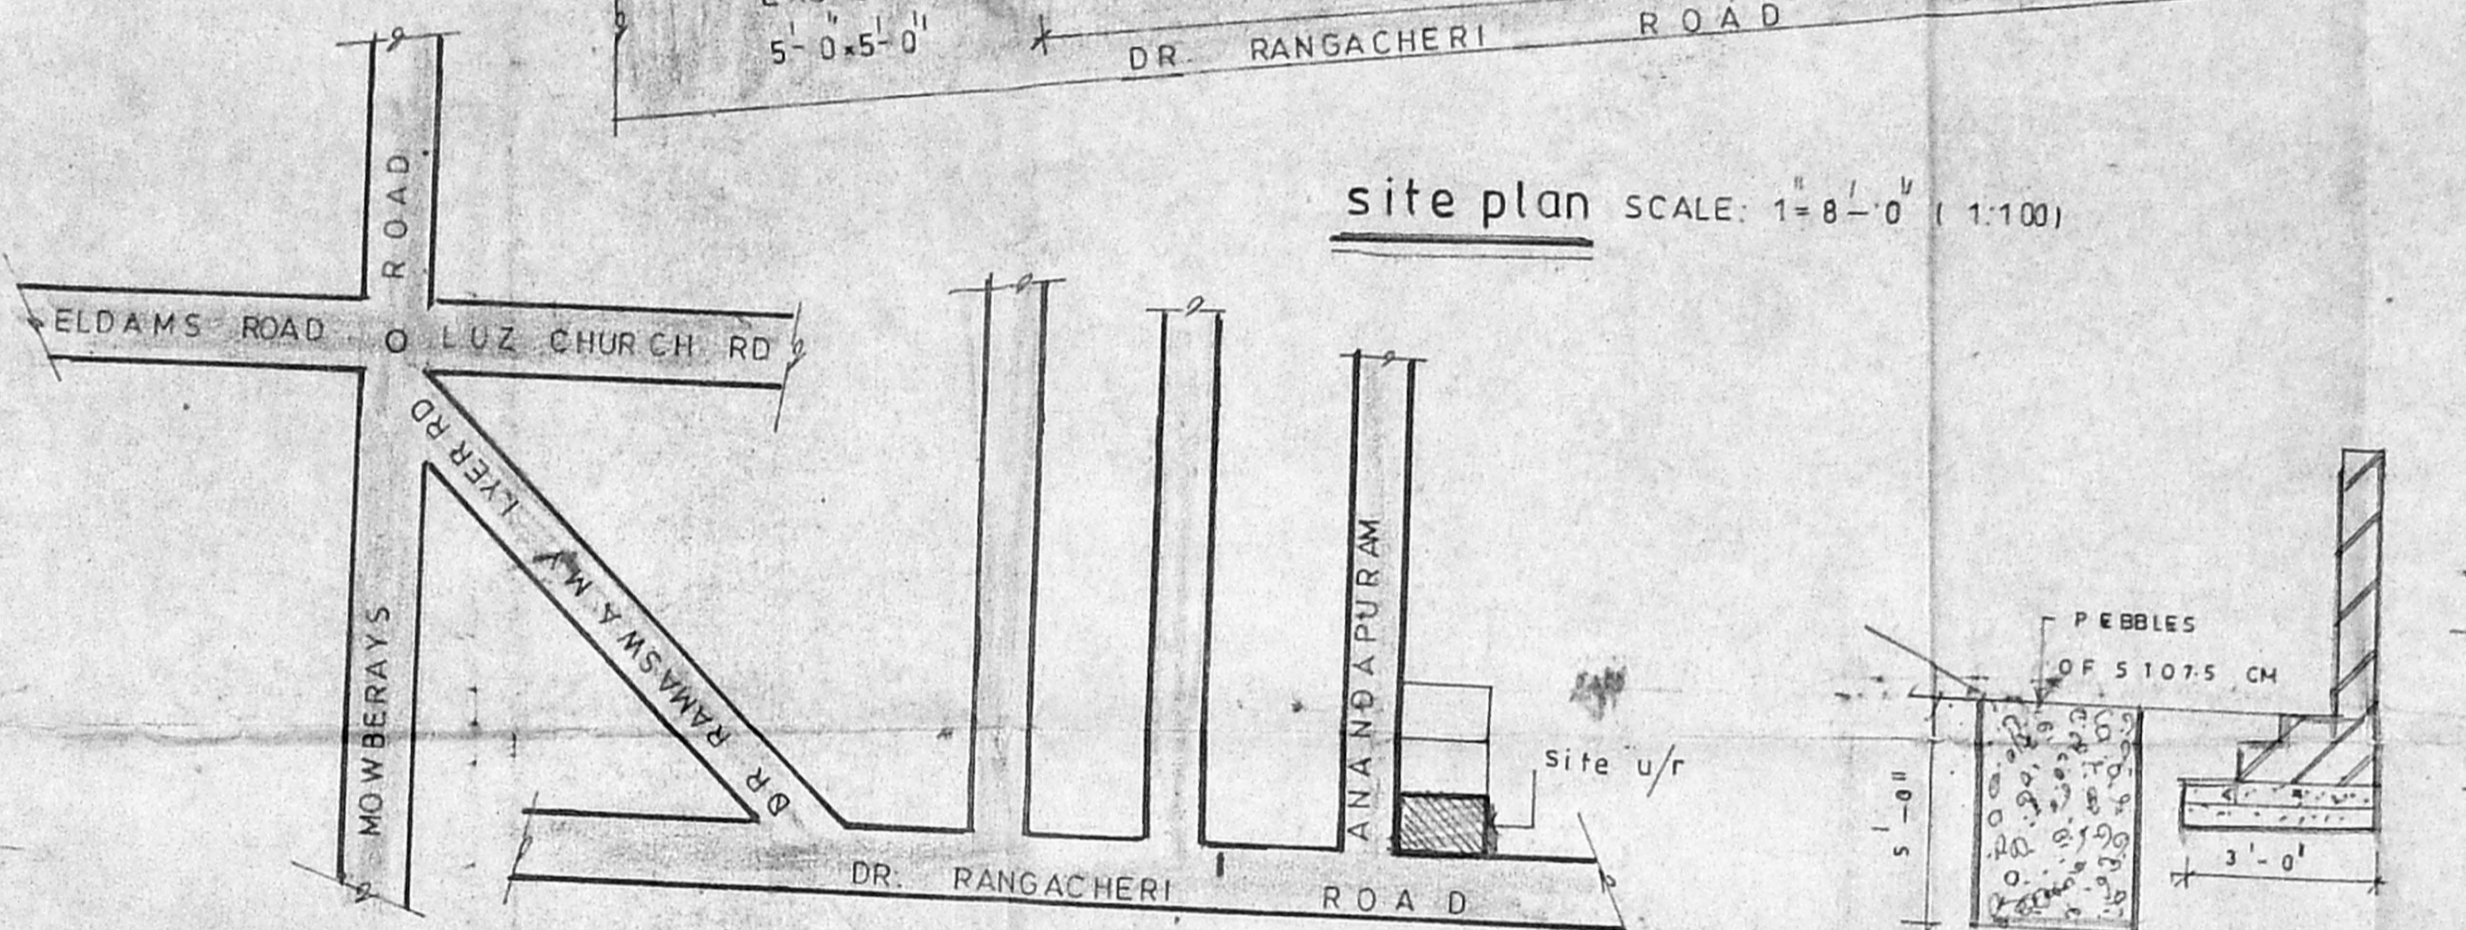 5'-0"x5'-0"
DR. RANGACHERI ROAD
site plan SCALE: 1"=8'-0" (1:100)
ROAD
ELDAMS ROAD
LUZ CHURCH RD
DR RAMASWAMY IYER RD
MOWBERAYS
ANANDAPURAM
site u/r
DR. RANGACHERI ROAD
PEBBLES
OF 5 TO 7.5 CM
5'-0"
3'-0"